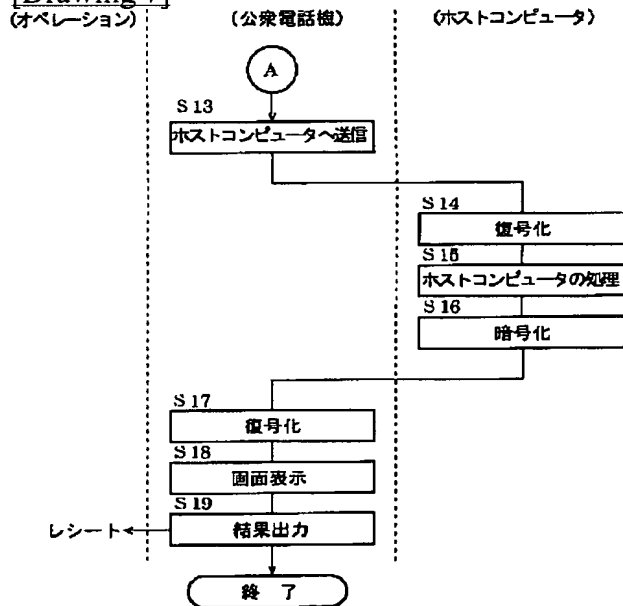 [Drawing 7]
(オペレーション) (公衆電話機) (ホストコンピュータ)
A
S13
ホストコンピュータへ送信
S14
復号化
S15
ホストコンピュータの処理
S16
暗号化
S17
復号化
S18
画面表示
S19
レシート 結果出力
終了